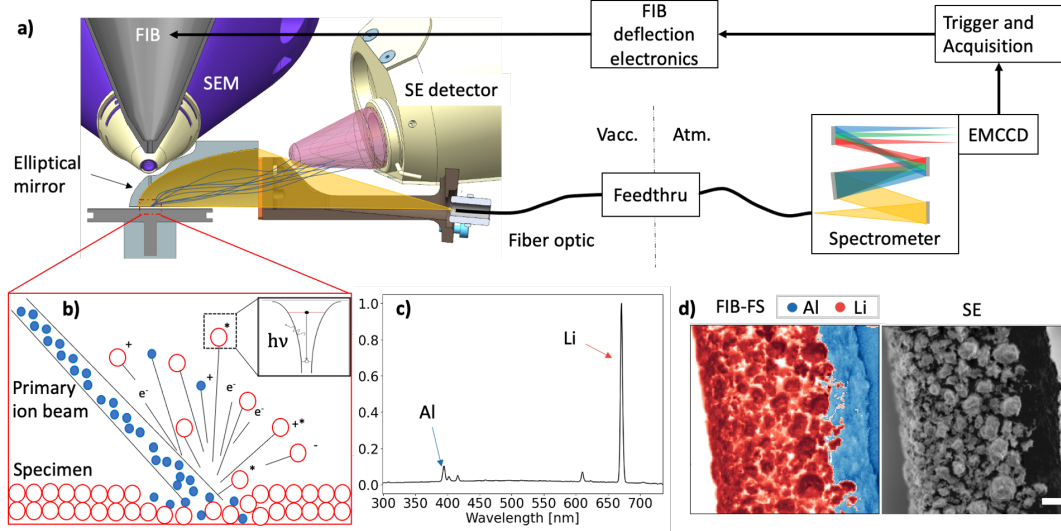 a)
FIB
SEM
SE detector
Elliptical
mirror
FIB
deflection
electronics
Trigger and
Acquisition
Vacc.
Atm.
EMCCD
Feedthru
Fiber optic
Spectrometer
b)
*
hν
+
+
e-
e-
e-
+*
-
*
Primary
ion beam
Specimen
c)
1.0
0.8
0.6
0.4
0.2
0.0
Li
Al
300 350 400 450 500 550 600 650 700
Wavelength [nm]
d)
FIB-FS
Al
Li
SE